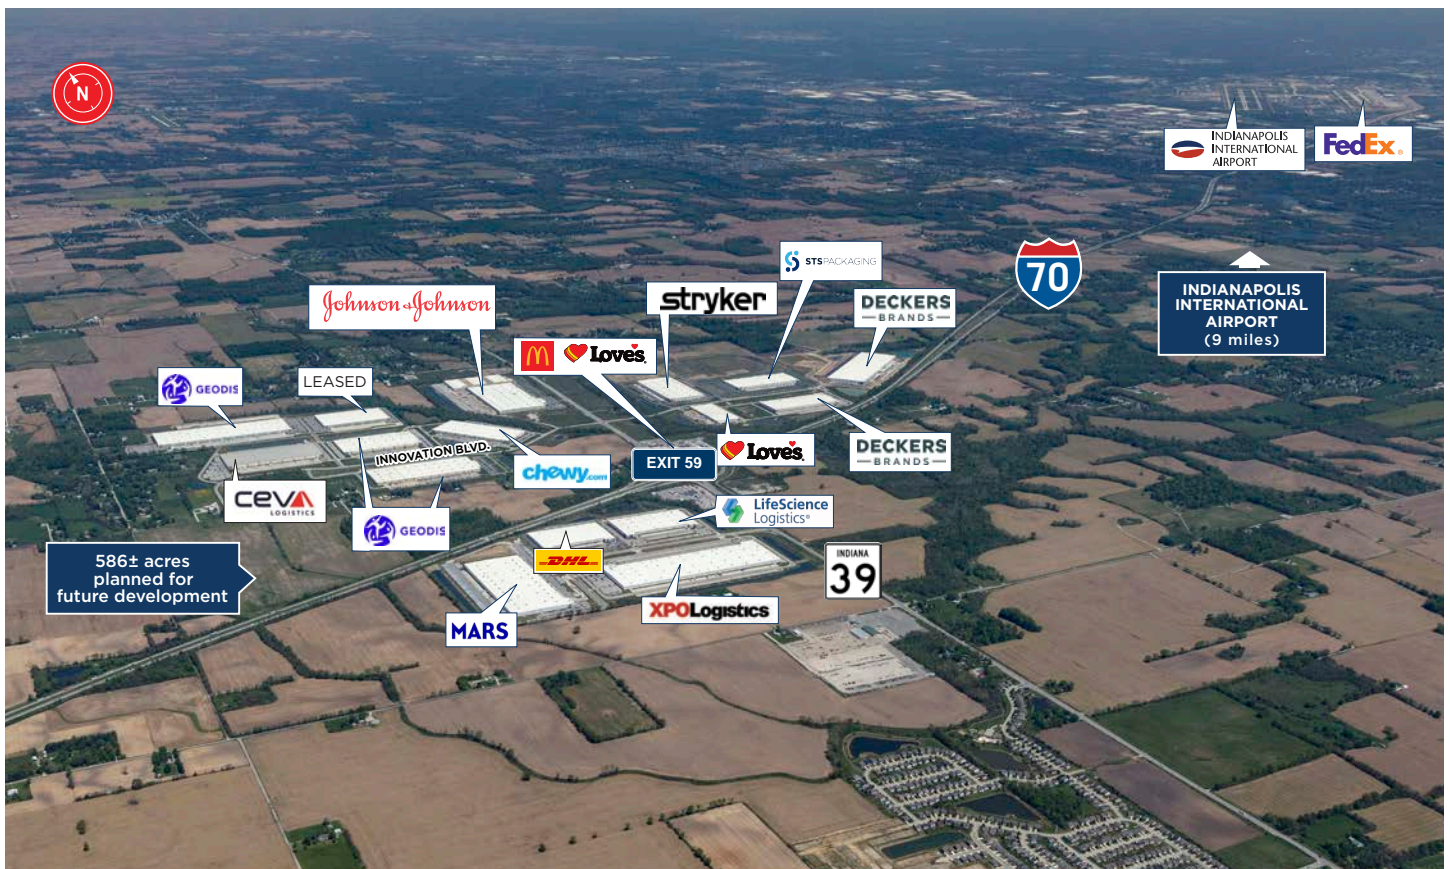 N
INDIANAPOLIS
INTERNATIONAL
AIRPORT
FedEx®
STSPACKAGING
70
Johnson & Johnson
stryker
DECKERS
BRANDS
INDIANAPOLIS
INTERNATIONAL
AIRPORT
(9 miles)
Love's
GEODIS
LEASED
INNOVATION BLVD.
EXIT 59
Love's
DECKERS
BRANDS
chewy.com
CEVA
LOGISTICS
GEODIS
LifeScience
Logistics®
586± acres
planned for
future development
DHL
INDIANA
39
XPOLogistics
MARS